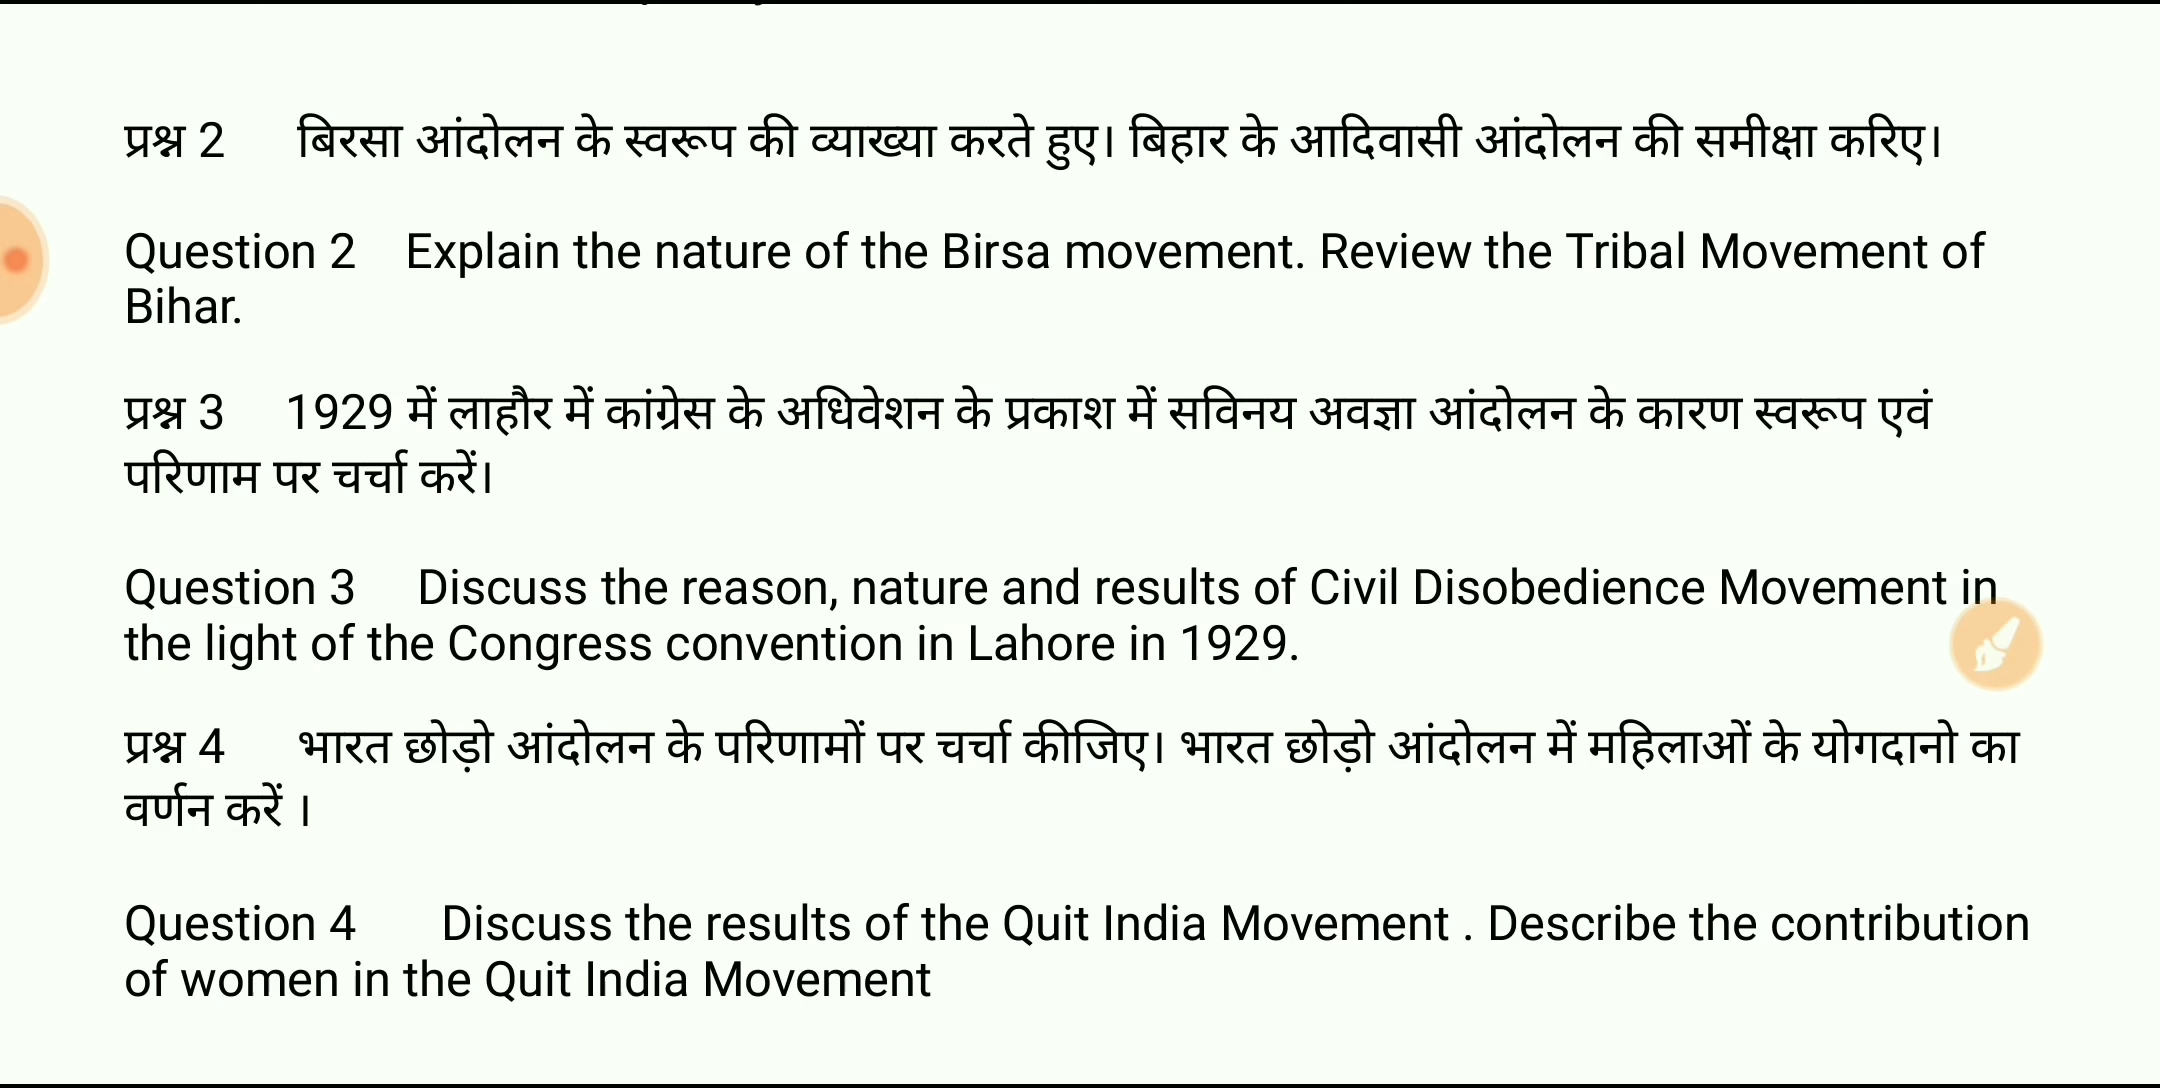 प्रश्न 2 बिरसा आंदोलन के स्वरूप की व्याख्या करते हुए। बिहार के आदिवासी आंदोलन की समीक्षा करिए।
Question 2 Explain the nature of the Birsa movement. Review the Tribal Movement of
Bihar.
प्रश्न 3 1929 में लाहौर में कांग्रेस के अधिवेशन के प्रकाश में सविनय अवज्ञा आंदोलन के कारण स्वरूप एवं
परिणाम पर चर्चा करें।
Question 3 Discuss the reason, nature and results of Civil Disobedience Movement in
the light of the Congress convention in Lahore in 1929.
प्रश्न 4 भारत छोड़ो आंदोलन के परिणामों पर चर्चा कीजिए। भारत छोड़ो आंदोलन में महिलाओं के योगदानो का
वर्णन करें ।
Question 4 Discuss the results of the Quit India Movement . Describe the contribution
of women in the Quit India Movement